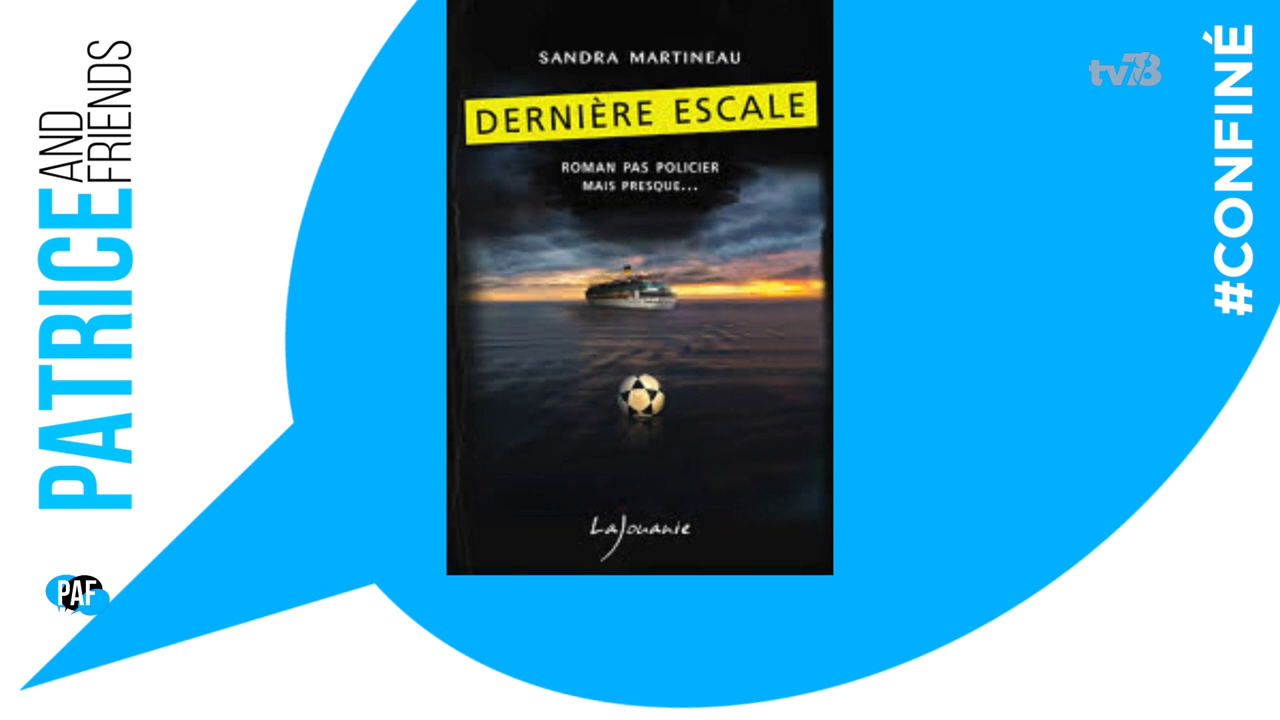 PATRICE AND
FRIENDS
PAF
SANDRA MARTINEAU
DERNIÈRE ESCALE
ROMAN PAS POLICIER
MAIS PRESQUE...
LaJouanie
tv78
#CONFINÉ